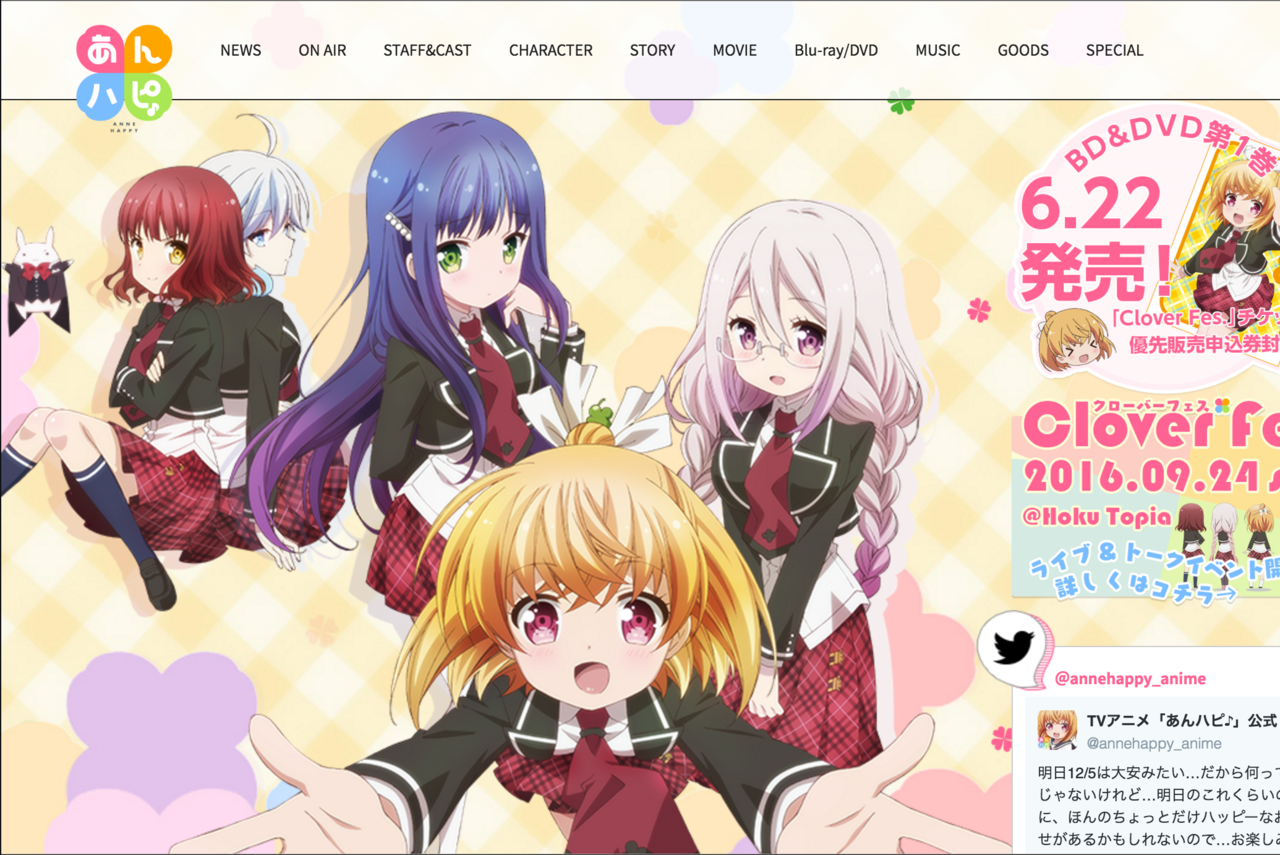 あん
ハピ♪
ANNE
HAPPY
NEWS
ON AIR
STAFF&CAST
CHARACTER
STORY
MOVIE
Blu-ray/DVD
MUSIC
GOODS
SPECIAL
BD&DVD第1巻
6.22
発売!
「Clover Fes.」チケッ
優先販売申込券封
クローバーフェス
Clover Fe
2016.09.24
@Hoku Topia
ライブ&トークイベント開
詳しくはコチラ→
@annehappy_anime
TVアニメ「あんハピ♪」公式
@annehappy_anime
明日12/5は大安みたい…だから何って
じゃないけれど…明日のこれくらいの
に、ほんのちょっとだけハッピーなお
せがあるかもしれないので…お楽しみ